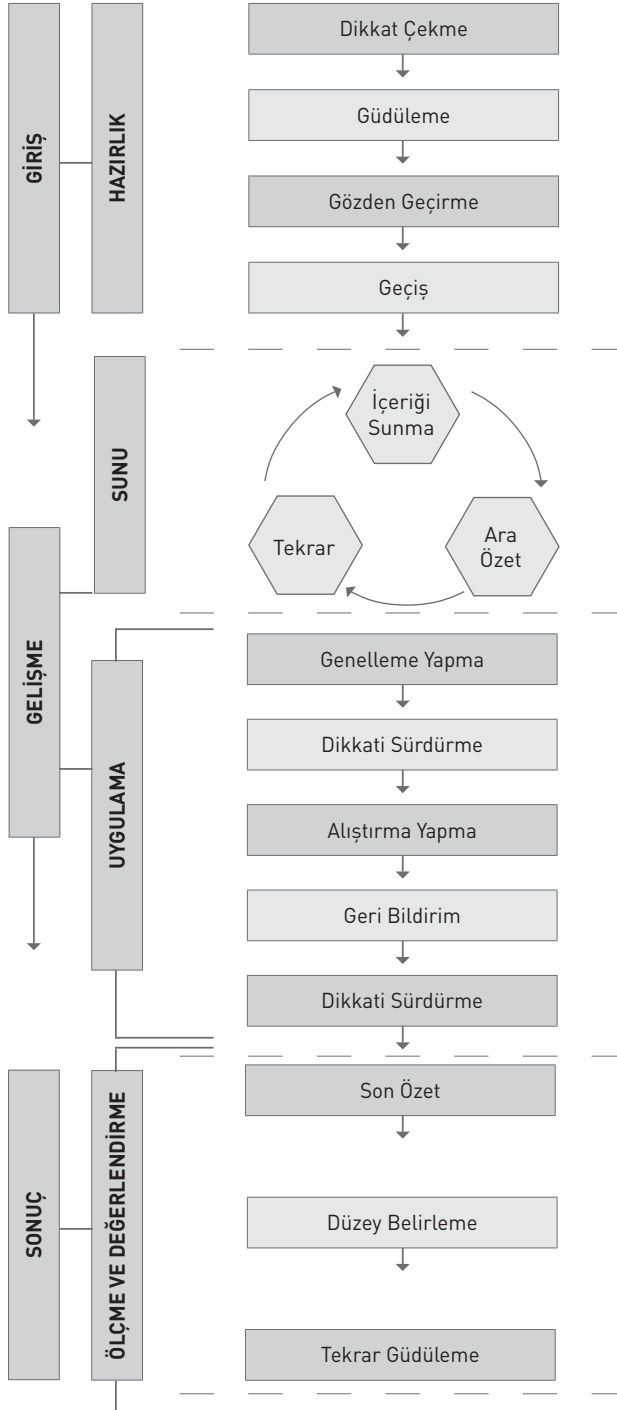 GİRİŞ
HAZIRLIK
Dikkat Çekme
Güdüleme
Gözden Geçirme
Geçiş
SUNU
İçeriği
Sunma
Ara
Özet
Tekrar
GELİŞME
UYGULAMA
Genelleme Yapma
Dikkati Sürdürme
Alıştırma Yapma
Geri Bildirim
Dikkati Sürdürme
SONUÇ
ÖLÇME VE DEĞERLENDİRME
Son Özet
Düzey Belirleme
Tekrar Güdüleme